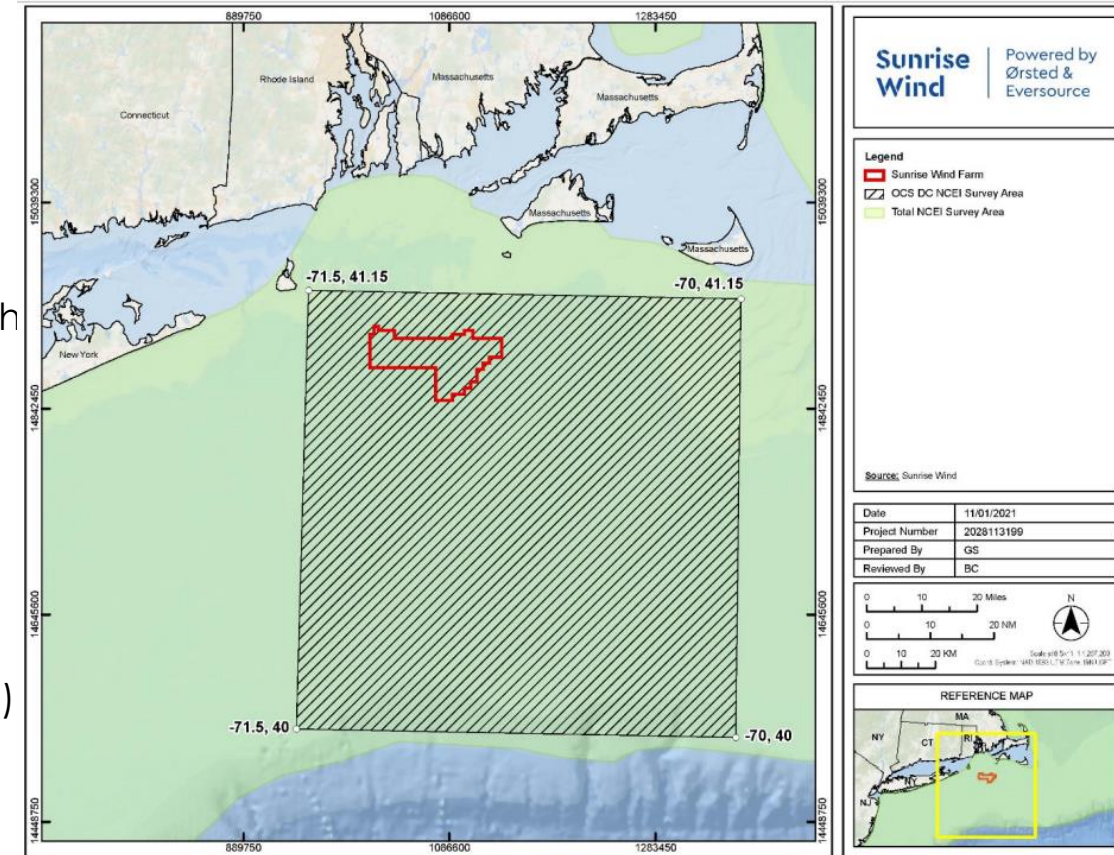 889750
1086600
1283450
Connecticut
Rhode Island
Massachusetts
Massachusetts
Massachusetts
Massachusetts
New York
-71.5, 41.15
-70, 41.15
-71.5, 40
-70, 40
15039300
14842450
14645600
14448750
15039300
14842450
14645600
14448750
889750
1086600
1283450
h
)
Sunrise
Wind
Powered by
Ørsted &
Eversource
Legend
Sunrise Wind Farm
OCS DC NCEI Survey Area
Total NCEI Survey Area
Source: Sunrise Wind
Date 11/01/2021
Project Number 2028113199
Prepared By GS
Reviewed By BC
0 10 20 Miles
0 10 20 NM
0 10 20 KM
N
REFERENCE MAP
MA
NY
CT
RI
NY
NJ